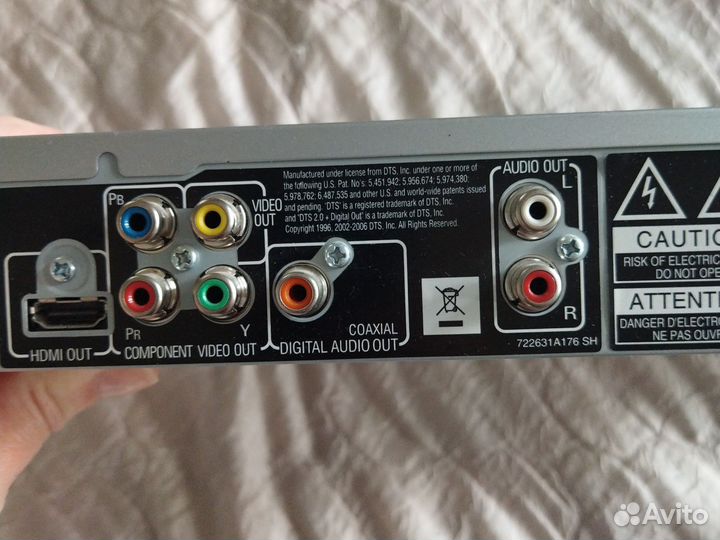 Manufactured under license from DTS, Inc. under one or more of
the following U.S. Pat. No's: 5,451,942; 5,956,674; 5,974,380;
5,978,762; 6,487,535 and other U.S. and world-wide patents issued
and pending. 'DTS' is a registered trademark of DTS, Inc.
and 'DTS 2.0 + Digital Out' is a trademark of DTS, Inc.
Copyright 1996, 2002-2006 DTS, Inc. All Rights Reserved.
AUDIO OUT
L
R
PB
VIDEO OUT
PR
Y
COMPONENT VIDEO OUT
HDMI OUT
COAXIAL
DIGITAL AUDIO OUT
722631A176 SH
CAUTIO
RISK OF ELECTRIC
DO NOT OPE
ATTENT
DANGER D'ELECTRO
NE PAS OUVR
Avito